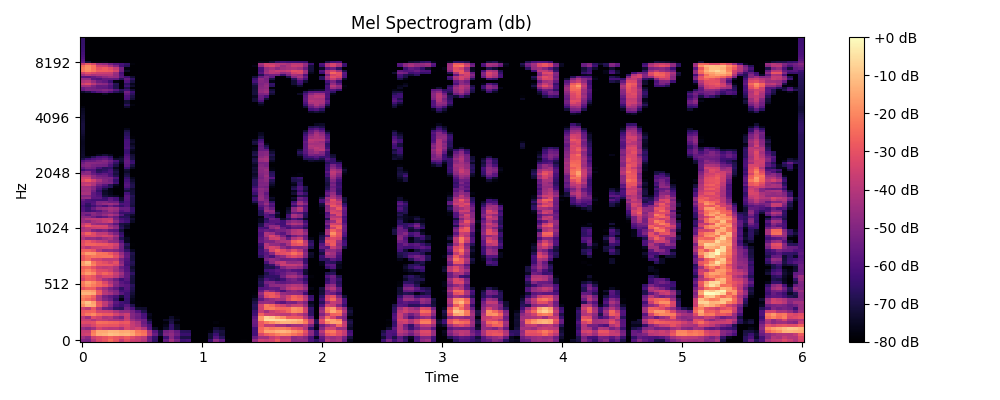 Mel Spectrogram (db)
Hz
8192
4096
2048
1024
512
0
0 1 2 3 4 5 6
Time
+0 dB
-10 dB
-20 dB
-30 dB
-40 dB
-50 dB
-60 dB
-70 dB
-80 dB